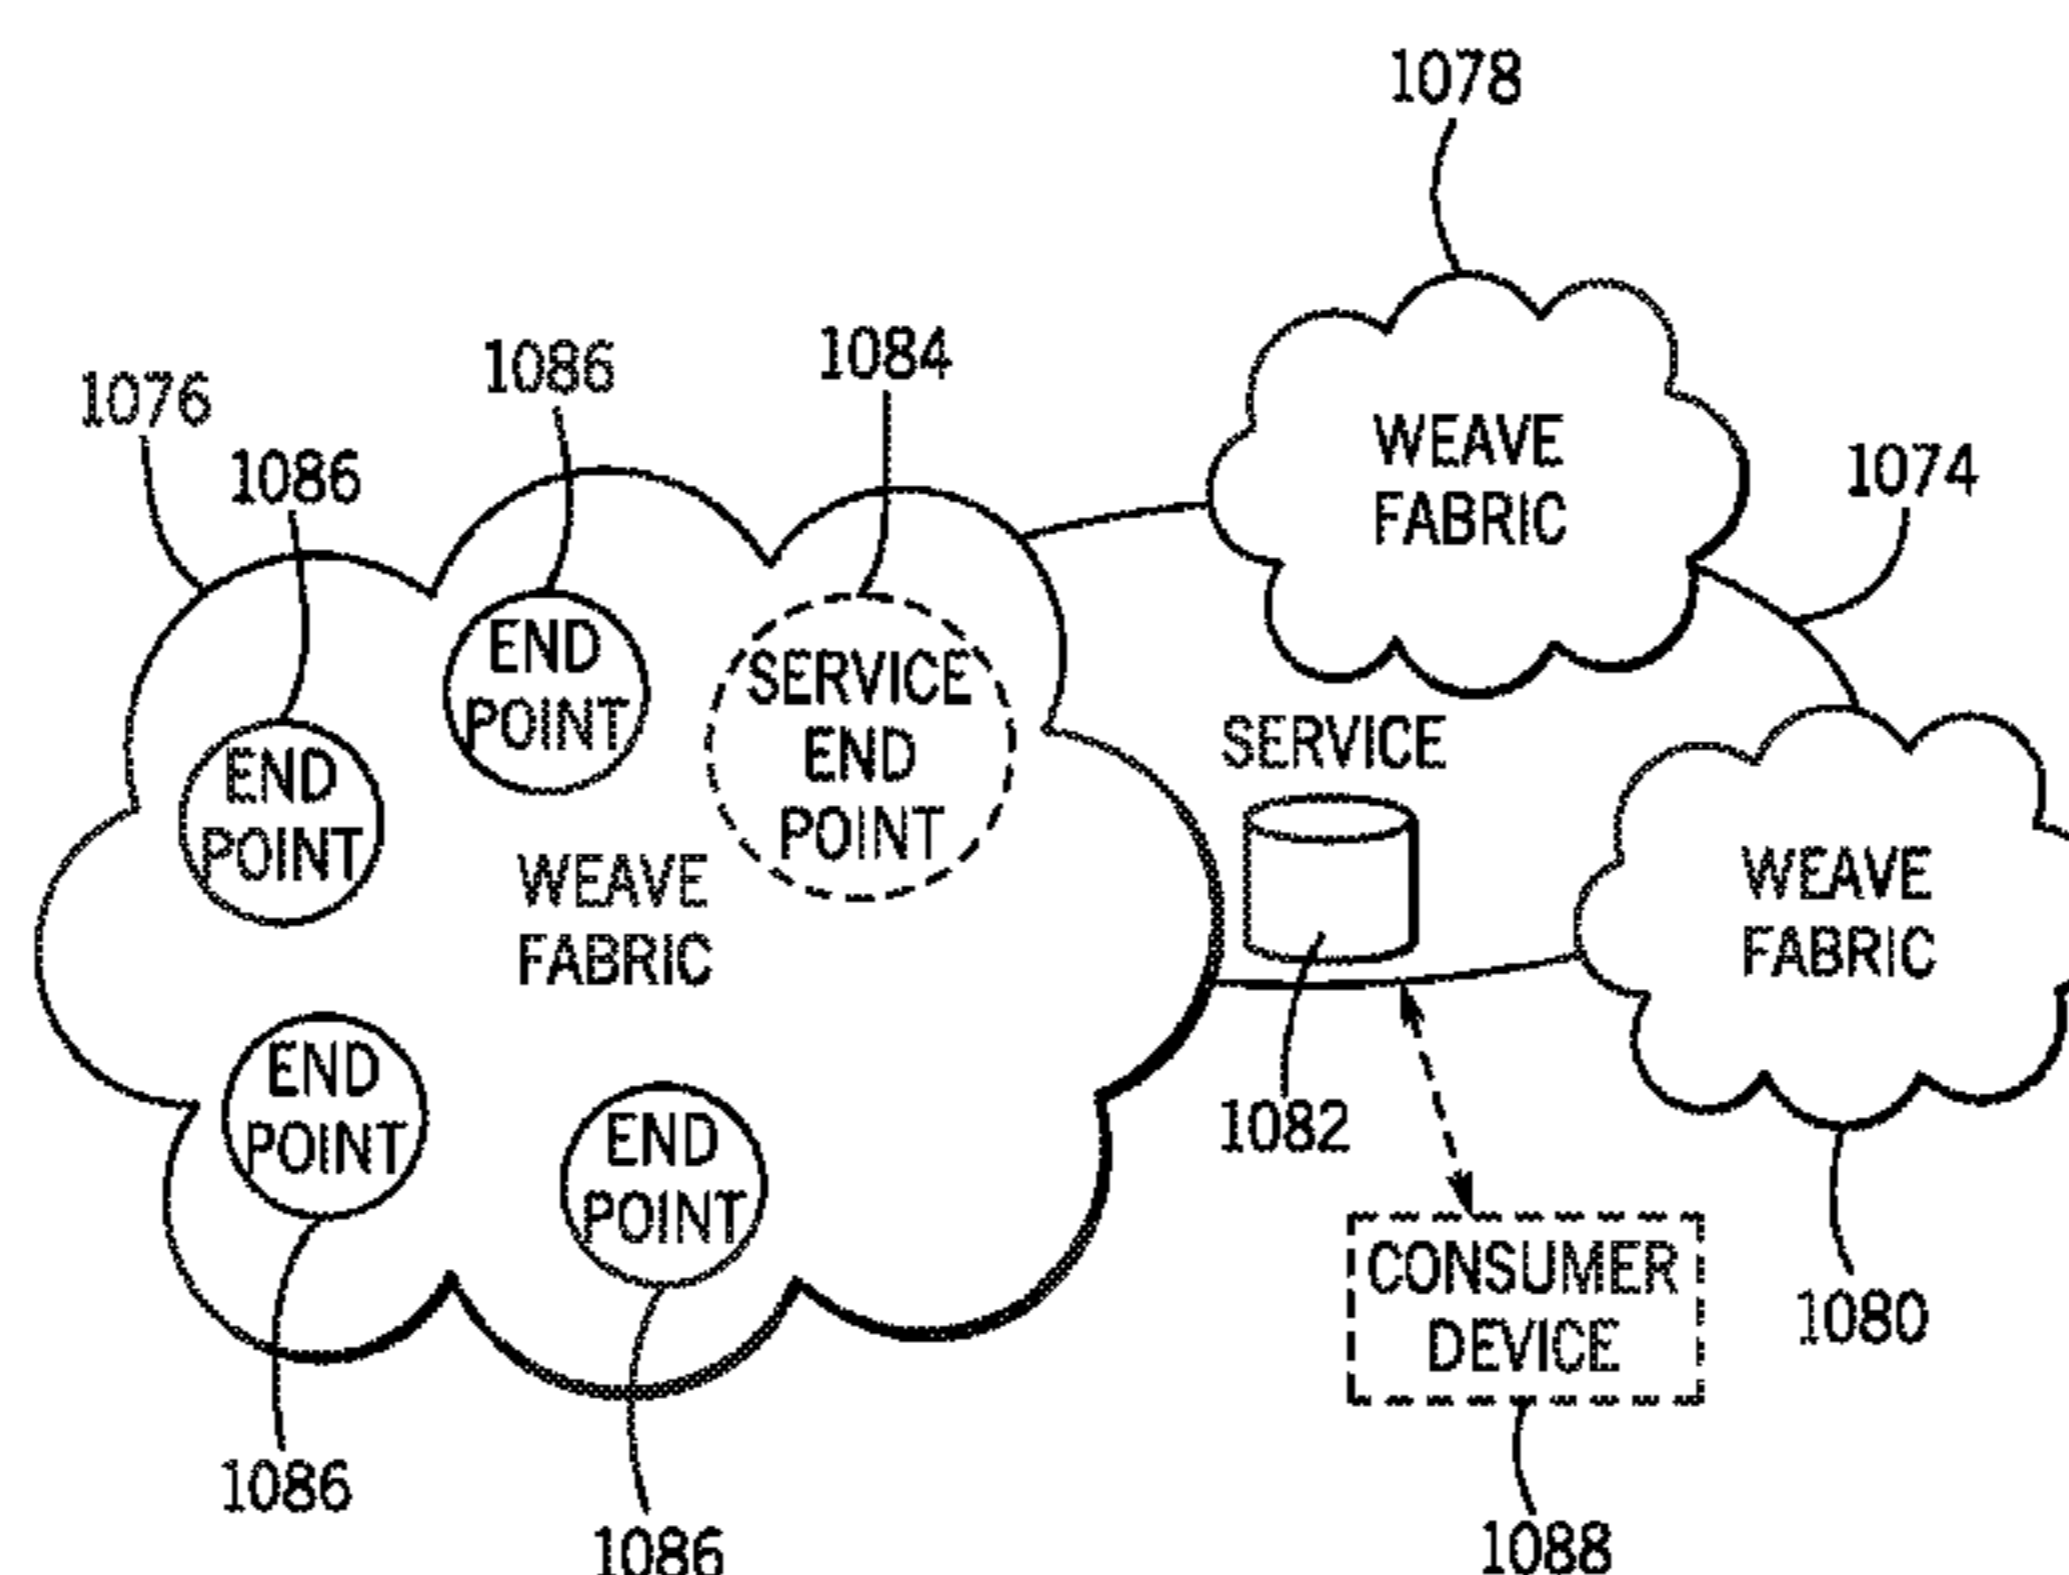 1078
1084
1086
1076
1086
WEAVE
FABRIC
1074
END
POINT
SERVICE
END
POINT
END
POINT
WEAVE
FABRIC
SERVICE
WEAVE
FABRIC
END
POINT
END
POINT
1082
CONSUMER
DEVICE
1080
1086
1086
1088